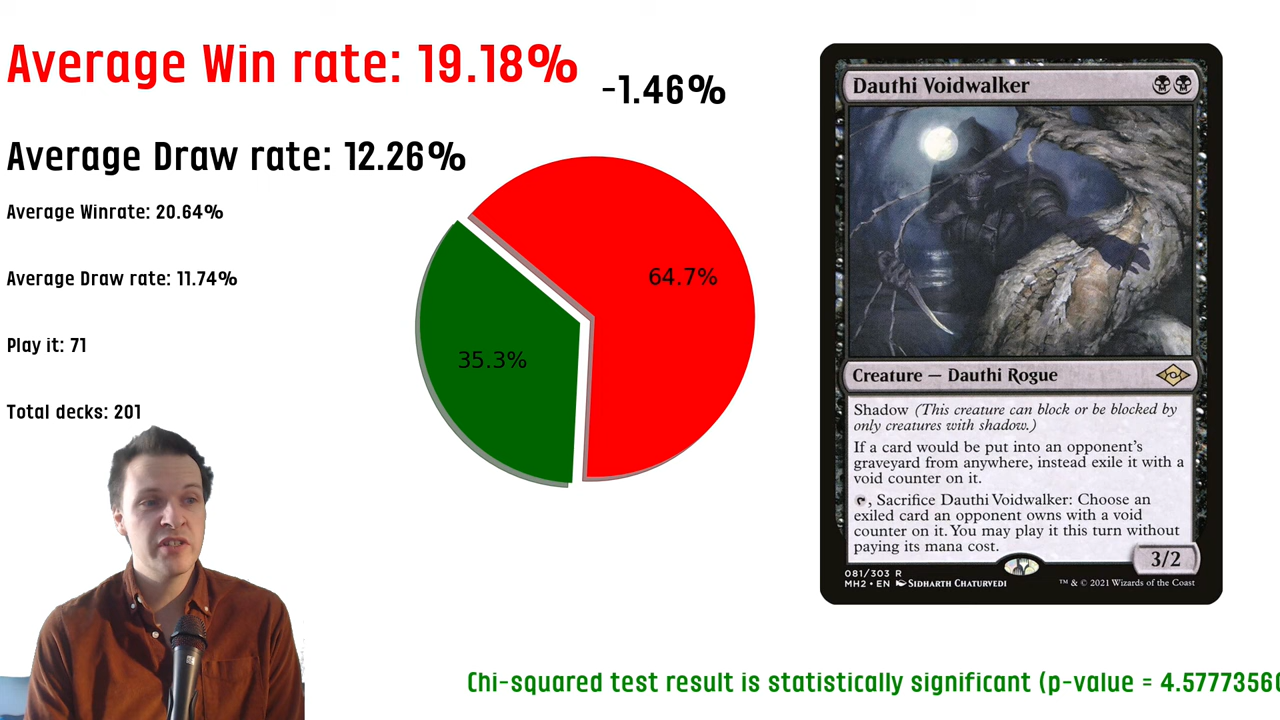 Average Win rate: 19.18%
-1.46%
Average Draw rate: 12.26%
Average Winrate: 20.64%
Average Draw rate: 11.74%
Play it: 71
Total decks: 201
64.7%
35.3%
Dauthi Voidwalker
Creature — Dauthi Rogue
Shadow (This creature can block or be blocked by
only creatures with shadow.)
If a card would be put into an opponent's
graveyard from anywhere, instead exile it with a
void counter on it.
, Sacrifice Dauthi Voidwalker: Choose an
exiled card an opponent owns with a void
counter on it. You may play it this turn without
paying its mana cost.
3/2
081/303 R
MH2 • EN SIDHARTH CHATURVEDI
™ & © 2021 Wizards of the Coast
Chi-squared test result is statistically significant (p-value = 4.5777356